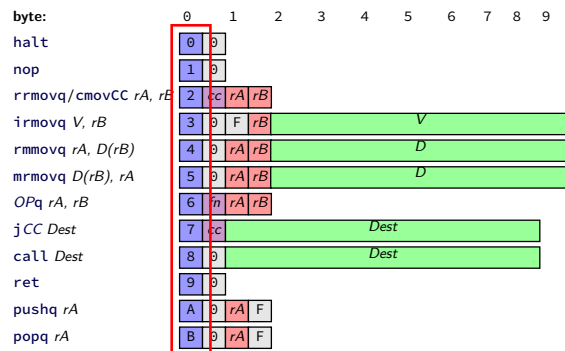 byte: 0 1 2 3 4 5 6 7 8 9
halt 0 0
nop 1 0
rrmovq/cmovCC rA, rB 2 cc rA rB
irmovq V, rB 3 0 F rB V
rmmovq rA, D(rB) 4 0 rA rB D
mrmovq D(rB), rA 5 0 rA rB D
OPq rA, rB 6 fn rA rB
jCC Dest 7 cc Dest
call Dest 8 0 Dest
ret 9 0
pushq rA A 0 rA F
popq rA B 0 rA F